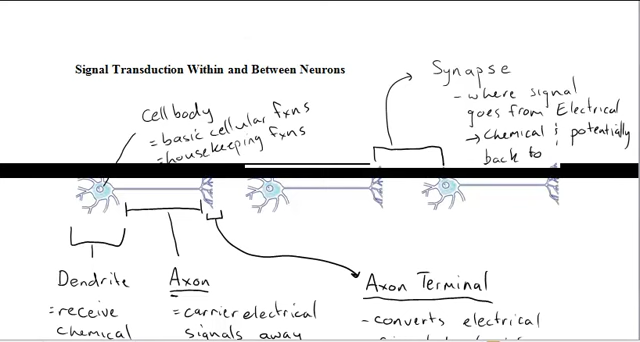 Signal Transduction Within and Between Neurons
Synapse
- where signal
goes from Electrical
→ Chemical & potentially
back to
Cell body
= basic cellular fxns
= housekeeping fxns
Dendrite
= receive
chemical
Axon
= carrier electrical
signals away
Axon Terminal
- converts electrical